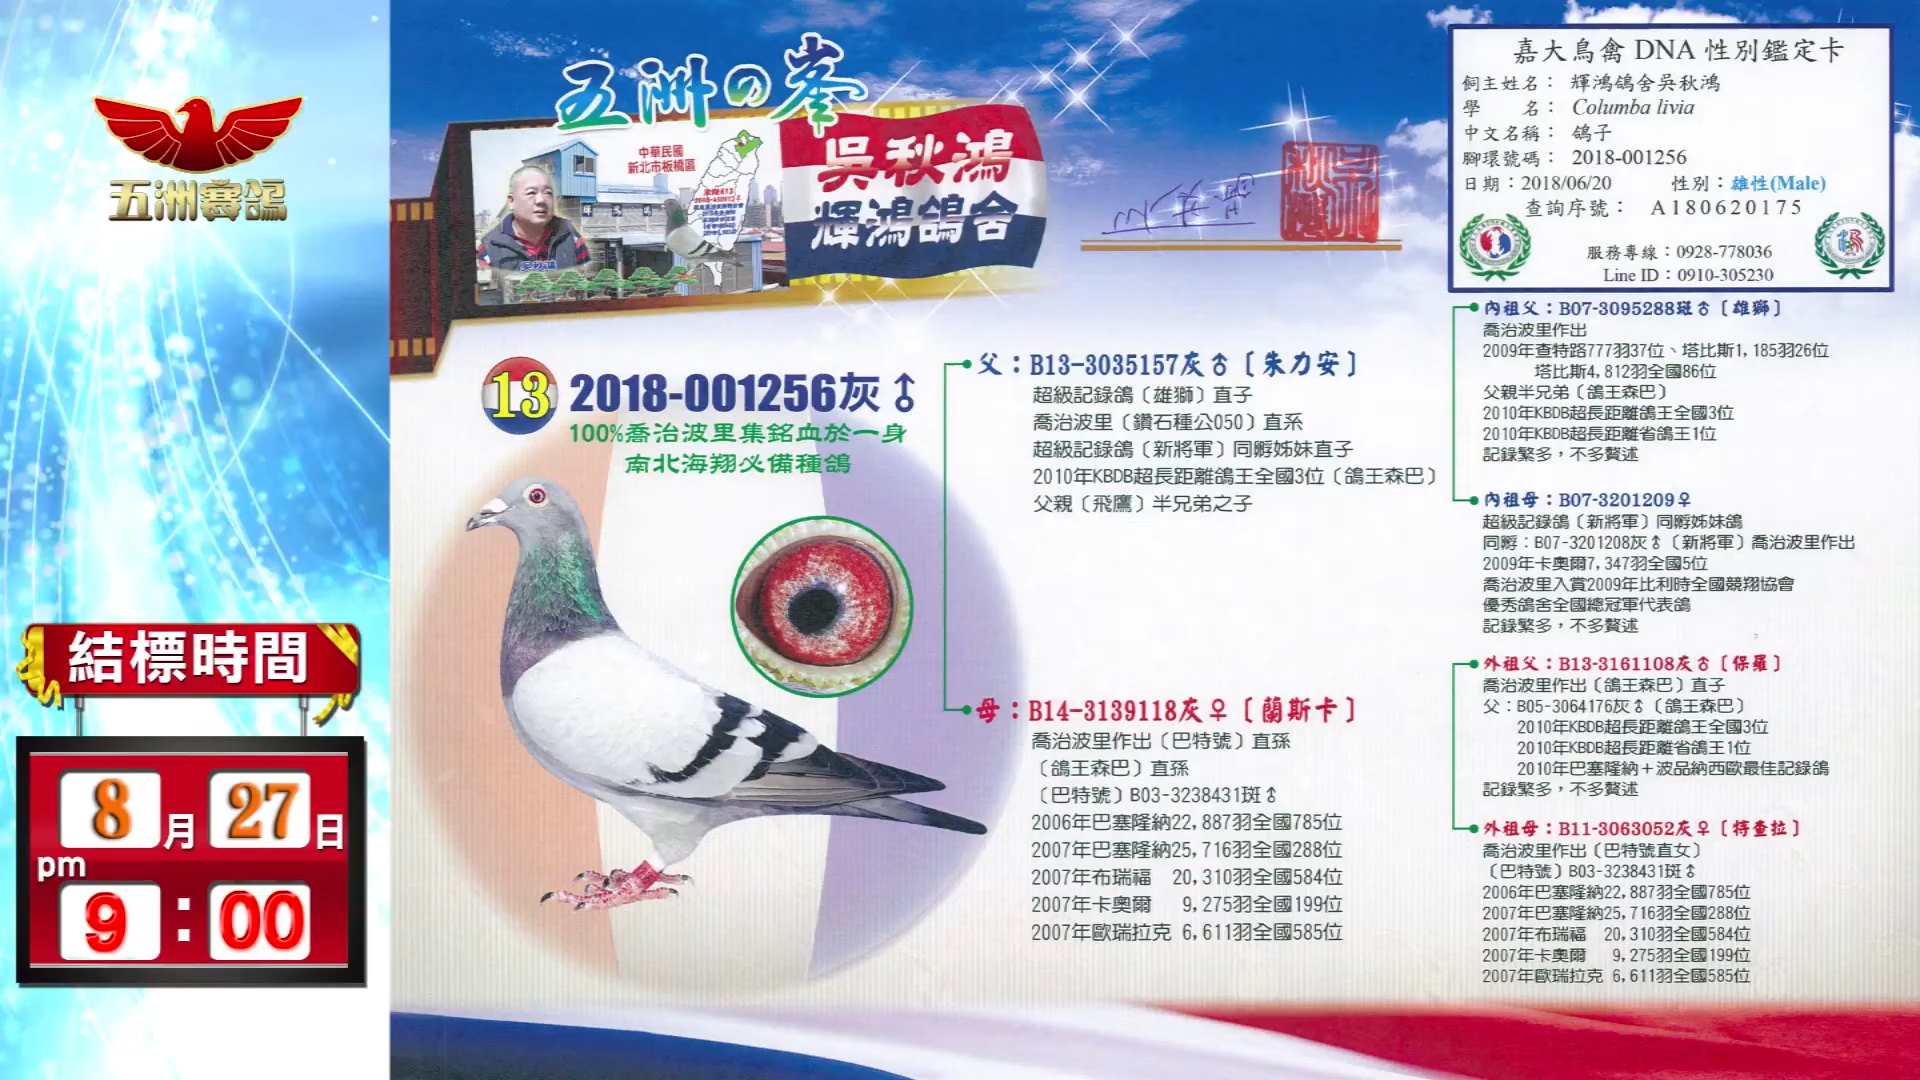 五洲賽鴿
結標時間
8月27日
pm
9:00
五洲の峯
中華民國
新北市板橋區
吳秋鴻
輝鴻鴿舍
嘉大鳥禽 DNA 性別鑑定卡
飼主姓名： 輝鴻鴿舍吳秋鴻
學　　名： Columba livia
中文名稱： 鴿子
腳環號碼： 2018-001256
日期：2018/06/20　性別：雄性(Male)
查詢序號： A180620175
服務專線：0928-778036
Line ID：0910-305230
13
2018-001256灰♂
100%喬治波里集銘血於一身
南北海翔必備種鴿
父：B13-3035157灰♂〔朱力安〕
超級記錄鴿〔雄獅〕直子
喬治波里〔鑽石種公050〕直系
超級記錄鴿〔新將軍〕同孵姊妹直子
2010年KBDB超長距離鴿王全國3位〔鴿王森巴〕
父親〔飛鷹〕半兄弟之子
母：B14-3139118灰♀〔蘭斯卡〕
喬治波里作出〔巴特號〕直孫
〔鴿王森巴〕直孫
〔巴特號〕B03-3238431斑♂
2006年巴塞隆納22,887羽全國785位
2007年巴塞隆納25,716羽全國288位
2007年布瑞福　20,310羽全國584位
2007年卡奧爾　9,275羽全國199位
2007年歐瑞拉克 6,611羽全國585位
內祖父：B07-3095288斑♂〔雄獅〕
喬治波里作出
2009年查特路777羽37位、塔比斯1,185羽26位
塔比斯4,812羽全國86位
父親半兄弟〔鴿王森巴〕
2010年KBDB超長距離鴿王全國3位
2010年KBDB超長距離省鴿王1位
記錄繁多，不多贅述
內祖母：B07-3201209♀
超級記錄鴿〔新將軍〕同孵姊妹鴿
同孵：B07-3201208灰♂〔新將軍〕喬治波里作出
2009年卡奧爾7,347羽全國5位
喬治波里入賞2009年比利時全國競翔協會
優秀鴿舍全國總冠軍代表鴿
記錄繁多，不多贅述
外祖父：B13-3161108灰♂〔保羅〕
喬治波里作出〔鴿王森巴〕直子
父：B05-3064176灰♂〔鴿王森巴〕
2010年KBDB超長距離鴿王全國3位
2010年KBDB超長距離省鴿王1位
2010年巴塞隆納＋波品納西歐最佳記錄鴿
記錄繁多，不多贅述
外祖母：B11-3063052灰♀〔特查拉〕
喬治波里作出〔巴特號直女〕
〔巴特號〕B03-3238431斑♂
2006年巴塞隆納22,887羽全國785位
2007年巴塞隆納25,716羽全國288位
2007年布瑞福　20,310羽全國584位
2007年卡奧爾　9,275羽全國199位
2007年歐瑞拉克 6,611羽全國585位